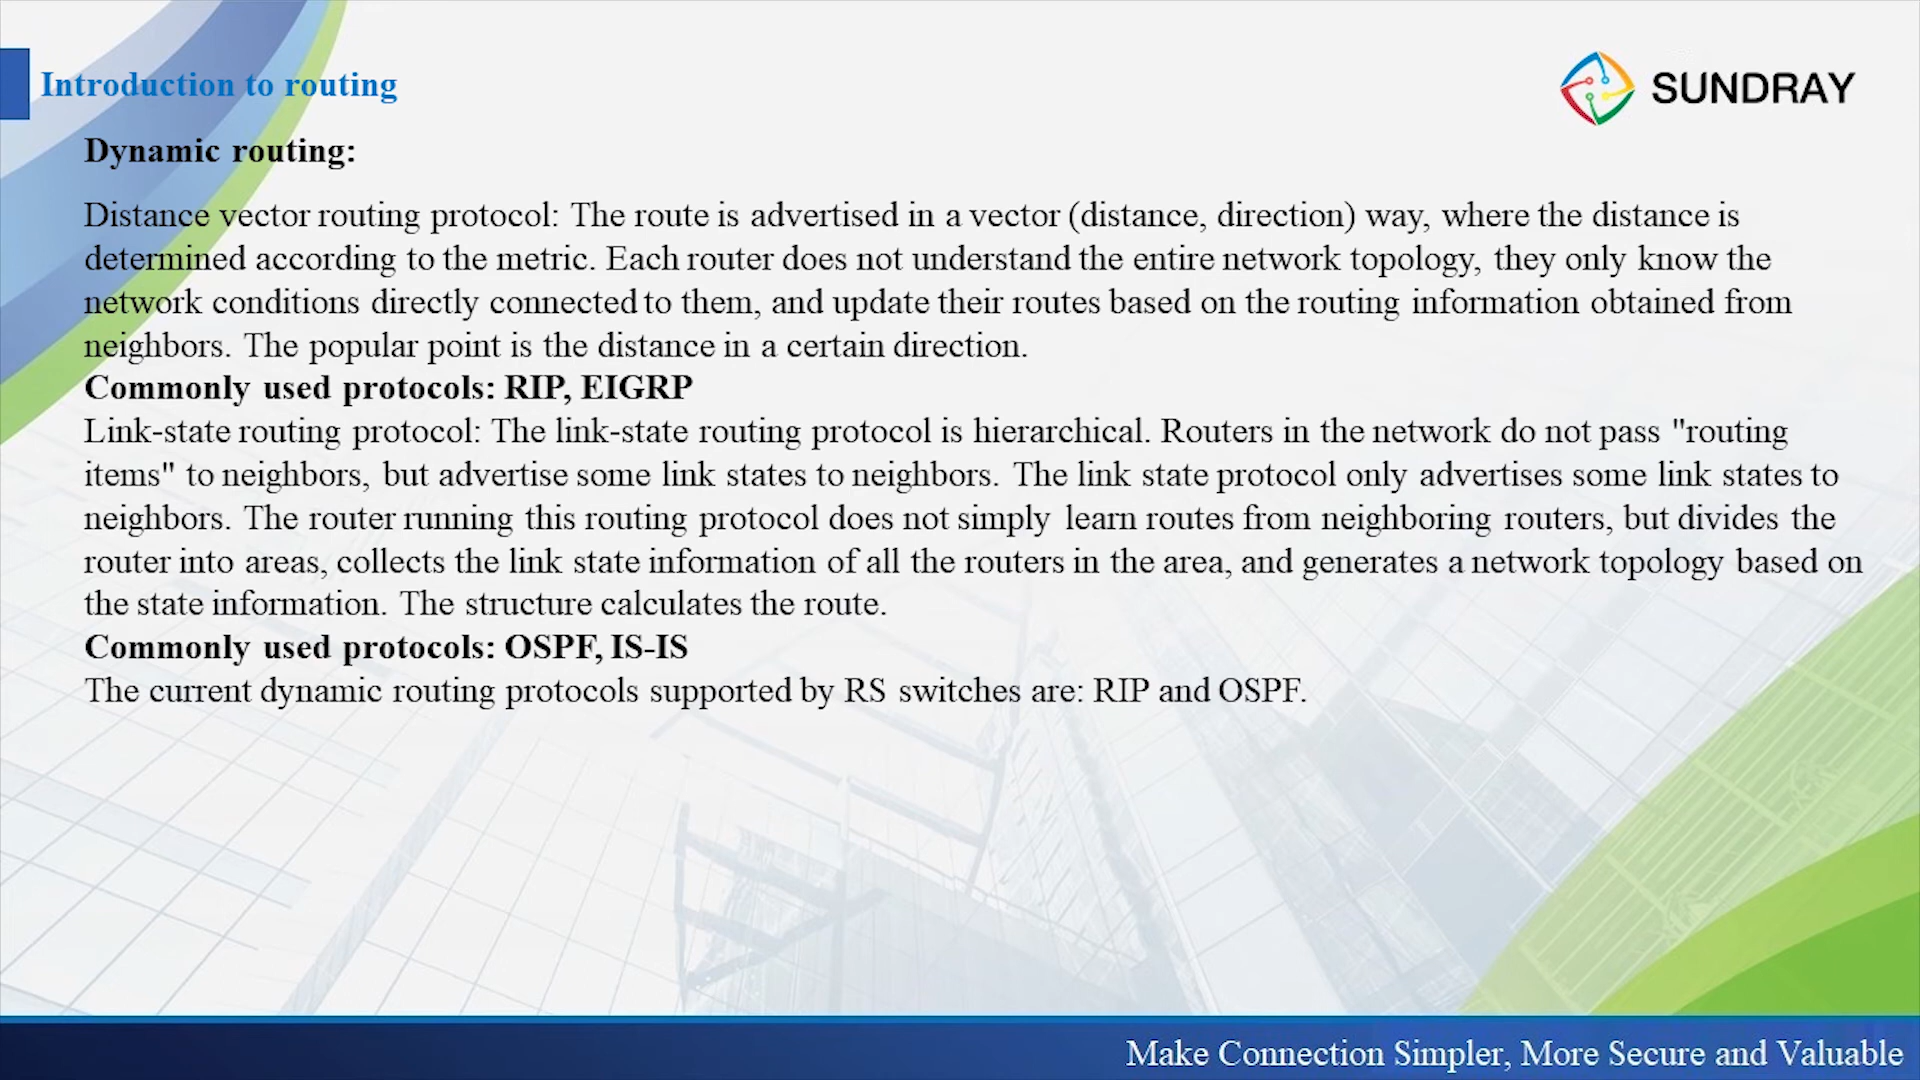 Introduction to routing
SUNDRAY
Dynamic routing:
Distance vector routing protocol: The route is advertised in a vector (distance, direction) way, where the distance is
determined according to the metric. Each router does not understand the entire network topology, they only know the
network conditions directly connected to them, and update their routes based on the routing information obtained from
neighbors. The popular point is the distance in a certain direction.
Commonly used protocols: RIP, EIGRP
Link-state routing protocol: The link-state routing protocol is hierarchical. Routers in the network do not pass "routing
items" to neighbors, but advertise some link states to neighbors. The link state protocol only advertises some link states to
neighbors. The router running this routing protocol does not simply learn routes from neighboring routers, but divides the
router into areas, collects the link state information of all the routers in the area, and generates a network topology based on
the state information. The structure calculates the route.
Commonly used protocols: OSPF, IS-IS
The current dynamic routing protocols supported by RS switches are: RIP and OSPF.
Make Connection Simpler, More Secure and Valuable